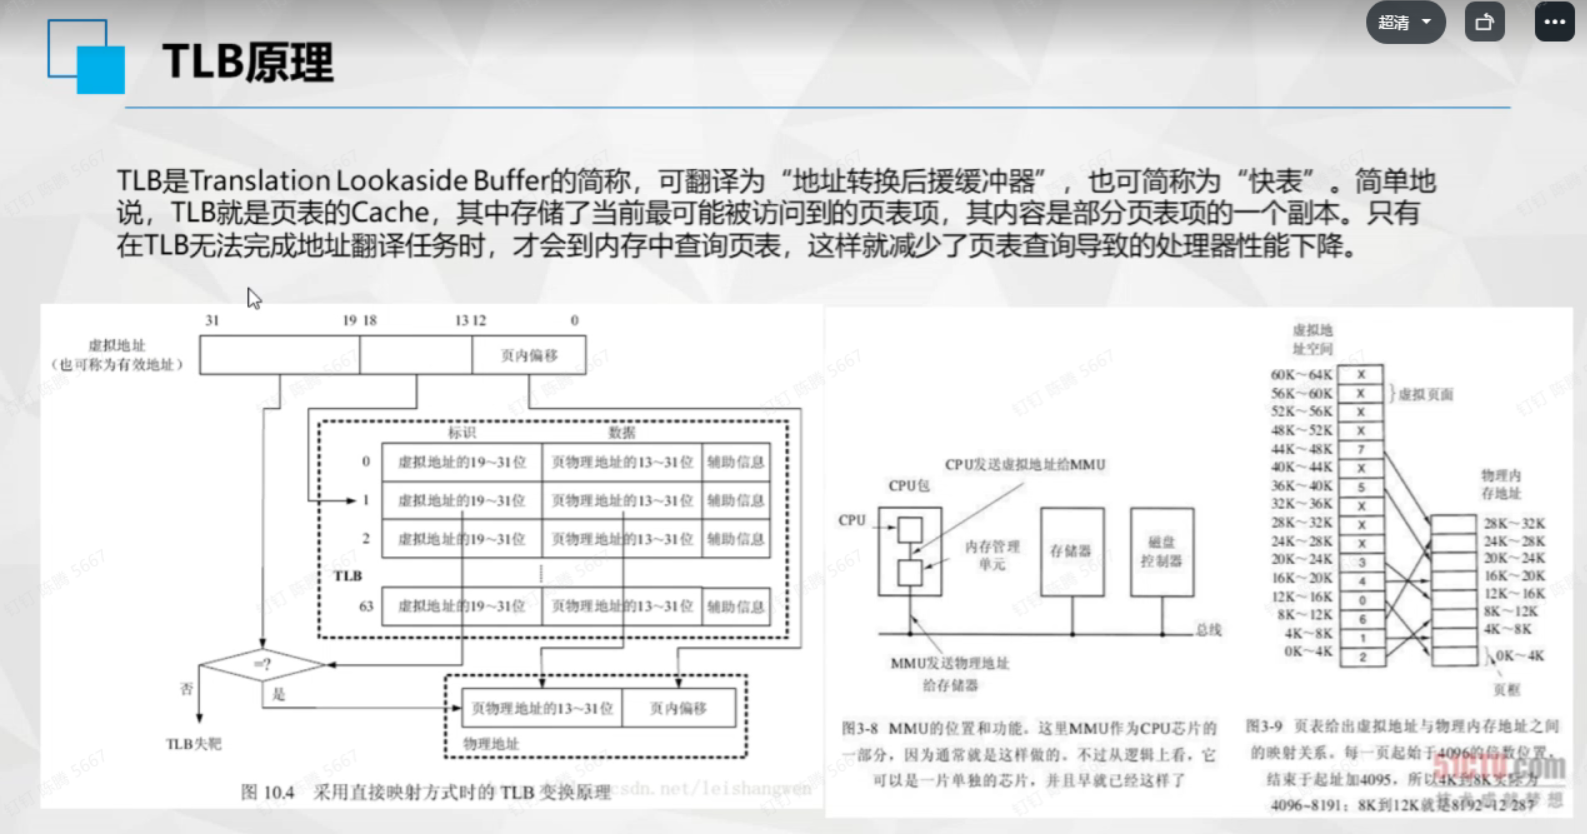 超清
TLB原理
TLB是Translation Lookaside Buffer的简称，可翻译为“地址转换后援缓冲器”，也可简称为“快表”。简单地
说，TLB就是页表的Cache，其中存储了当前最可能被访问到的页表项，其内容是部分页表项的一个副本。只有
在TLB无法完成地址翻译任务时，才会到内存中查询页表，这样就减少了页表查询导致的处理器性能下降。
31 19 18 13 12 0
虚拟地址
（也可称为有效地址）
页内偏移
标识 数据
0 虚拟地址的19～31位 页物理地址的13～31位 辅助信息
1 虚拟地址的19～31位 页物理地址的13～31位 辅助信息
2 虚拟地址的19～31位 页物理地址的13～31位 辅助信息
TLB
63 虚拟地址的19～31位 页物理地址的13～31位 辅助信息
=?
否
是
TLB失靶
页物理地址的13～31位 页内偏移
物理地址
图 10.4 采用直接映射方式时的 TLB 变换原理
csdn.net/leishangwen
CPU发送虚拟地址给MMU
CPU包
CPU
内存管理
单元
存储器
磁盘
控制器
总线
MMU发送物理地址
给存储器
图3-8 MMU的位置和功能。这里MMU作为CPU芯片的
一部分，因为通常就是这样做的。不过从逻辑上看，它
可以是一片单独的芯片，并且早就已经这样了
虚拟地
址空间
60K～64K X
56K～60K X
虚拟页面
52K～56K X
48K～52K X
44K～48K 7
40K～44K X
36K～40K 5
32K～36K X
28K～32K X
24K～28K X
20K～24K 3
16K～20K 4
12K～16K 0
8K～12K 6
4K～8K 1
0K～4K 2
物理内
存地址
28K～32K
24K～28K
20K～24K
16K～20K
12K～16K
8K～12K
4K～8K
0K～4K
页框
图3-9 页表给出虚拟地址与物理内存地址之间
的映射关系。每一页起始于4096的倍数位置，
结束于起址加4095，所以4K到8K实际为
4096~8191；8K到12K就是8192~12 287
51CTO.com
技术成就梦想
钉钉 陈腾 5667